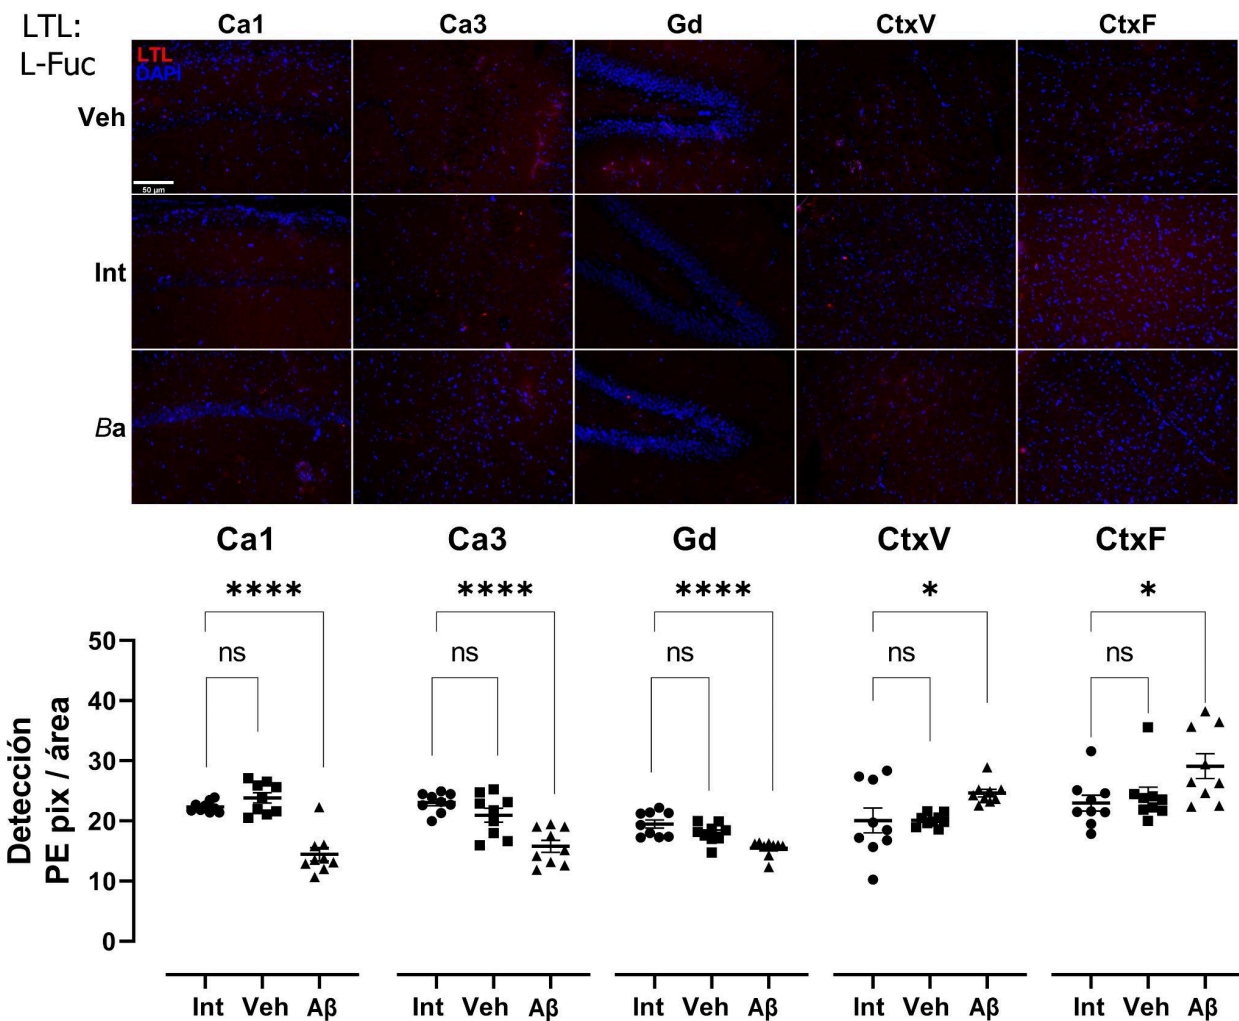 LTL:
L-Fuc
Ca1 Ca3 Gd CtxV CtxF
LTL
DAPI
Veh
50 µm
Int
Ba
Ca1 Ca3 Gd CtxV CtxF
**** **** **** * *
ns ns ns ns ns
Detección
PE pix / área
50
40
30
20
10
0
Int Veh Aβ Int Veh Aβ Int Veh Aβ Int Veh Aβ Int Veh Aβ